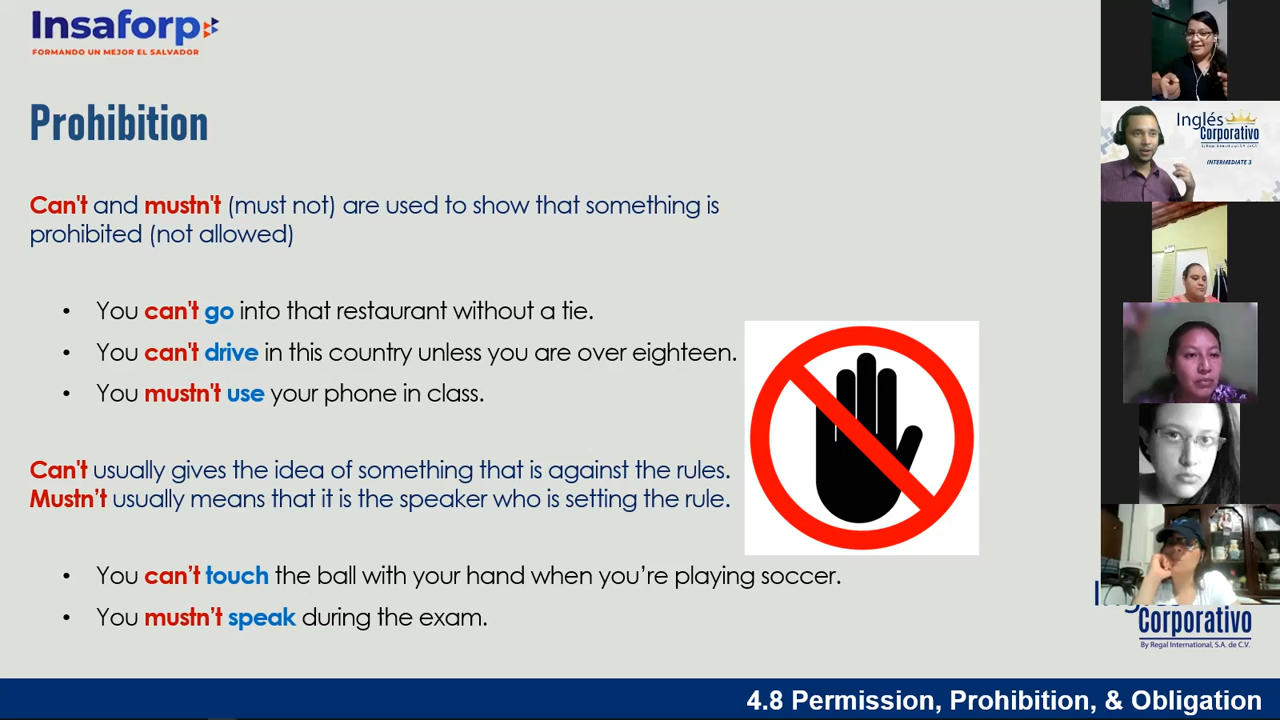 Insaforp
FORMANDO UN MEJOR EL SALVADOR
Prohibition
Can't and mustn't (must not) are used to show that something is
prohibited (not allowed)
• You can't go into that restaurant without a tie.
• You can't drive in this country unless you are over eighteen.
• You mustn't use your phone in class.
Can't usually gives the idea of something that is against the rules.
Mustn't usually means that it is the speaker who is setting the rule.
• You can't touch the ball with your hand when you're playing soccer.
• You mustn't speak during the exam.
4.8 Permission, Prohibition, & Obligation
Inglés
Corporativo
By Regal International, S.A. de C.V.
INTERMEDIATE 3
Corporativo
By Regal International, S.A. de C.V.